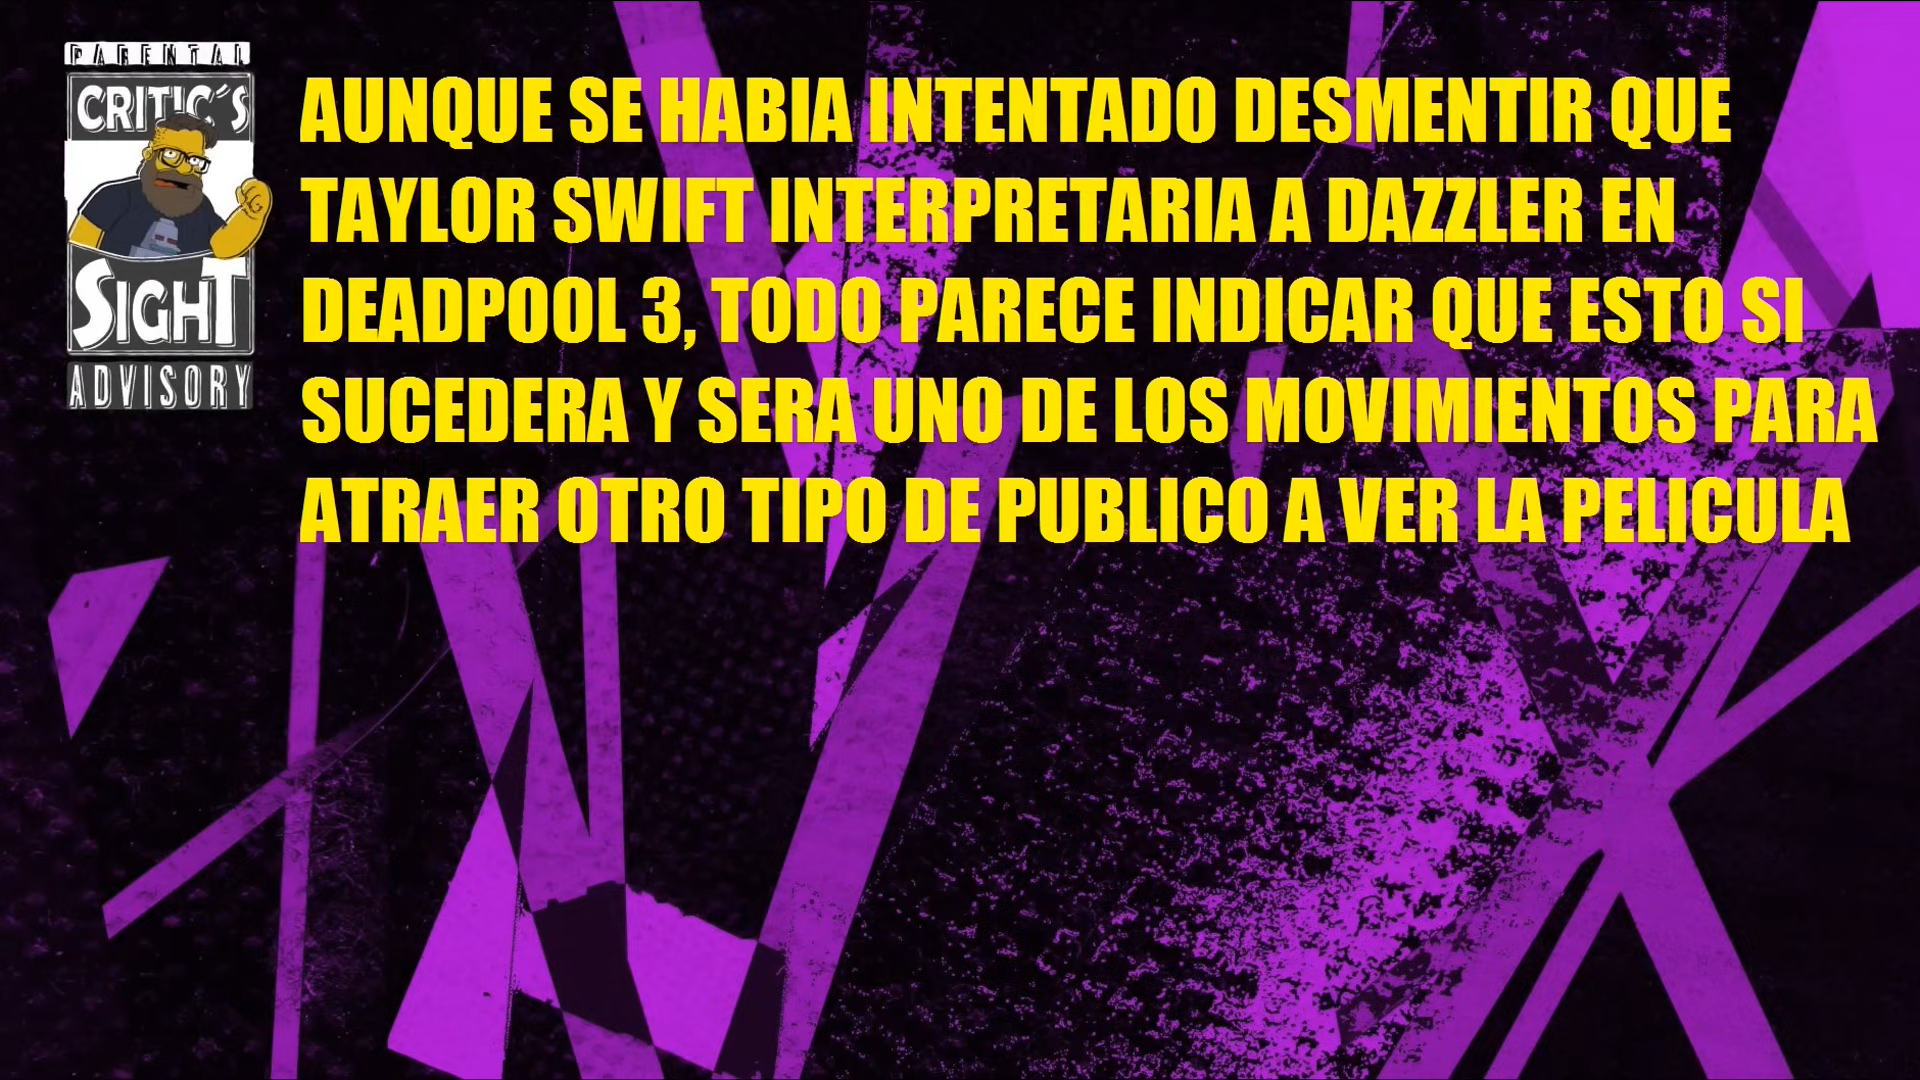 PARENTAL
CRITIC'S
SIGHT
ADVISORY
AUNQUE SE HABIA INTENTADO DESMENTIR QUE
TAYLOR SWIFT INTERPRETARIA A DAZZLER EN
DEADPOOL 3, TODO PARECE INDICAR QUE ESTO SI
SUCEDERA Y SERA UNO DE LOS MOVIMIENTOS PARA
ATRAER OTRO TIPO DE PUBLICO A VER LA PELICULA